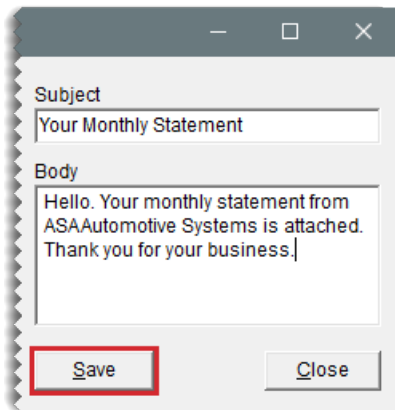 Subject
Your Monthly Statement
Body
Hello. Your monthly statement from
ASAAutomotive Systems is attached.
Thank you for your business.
Save
Close